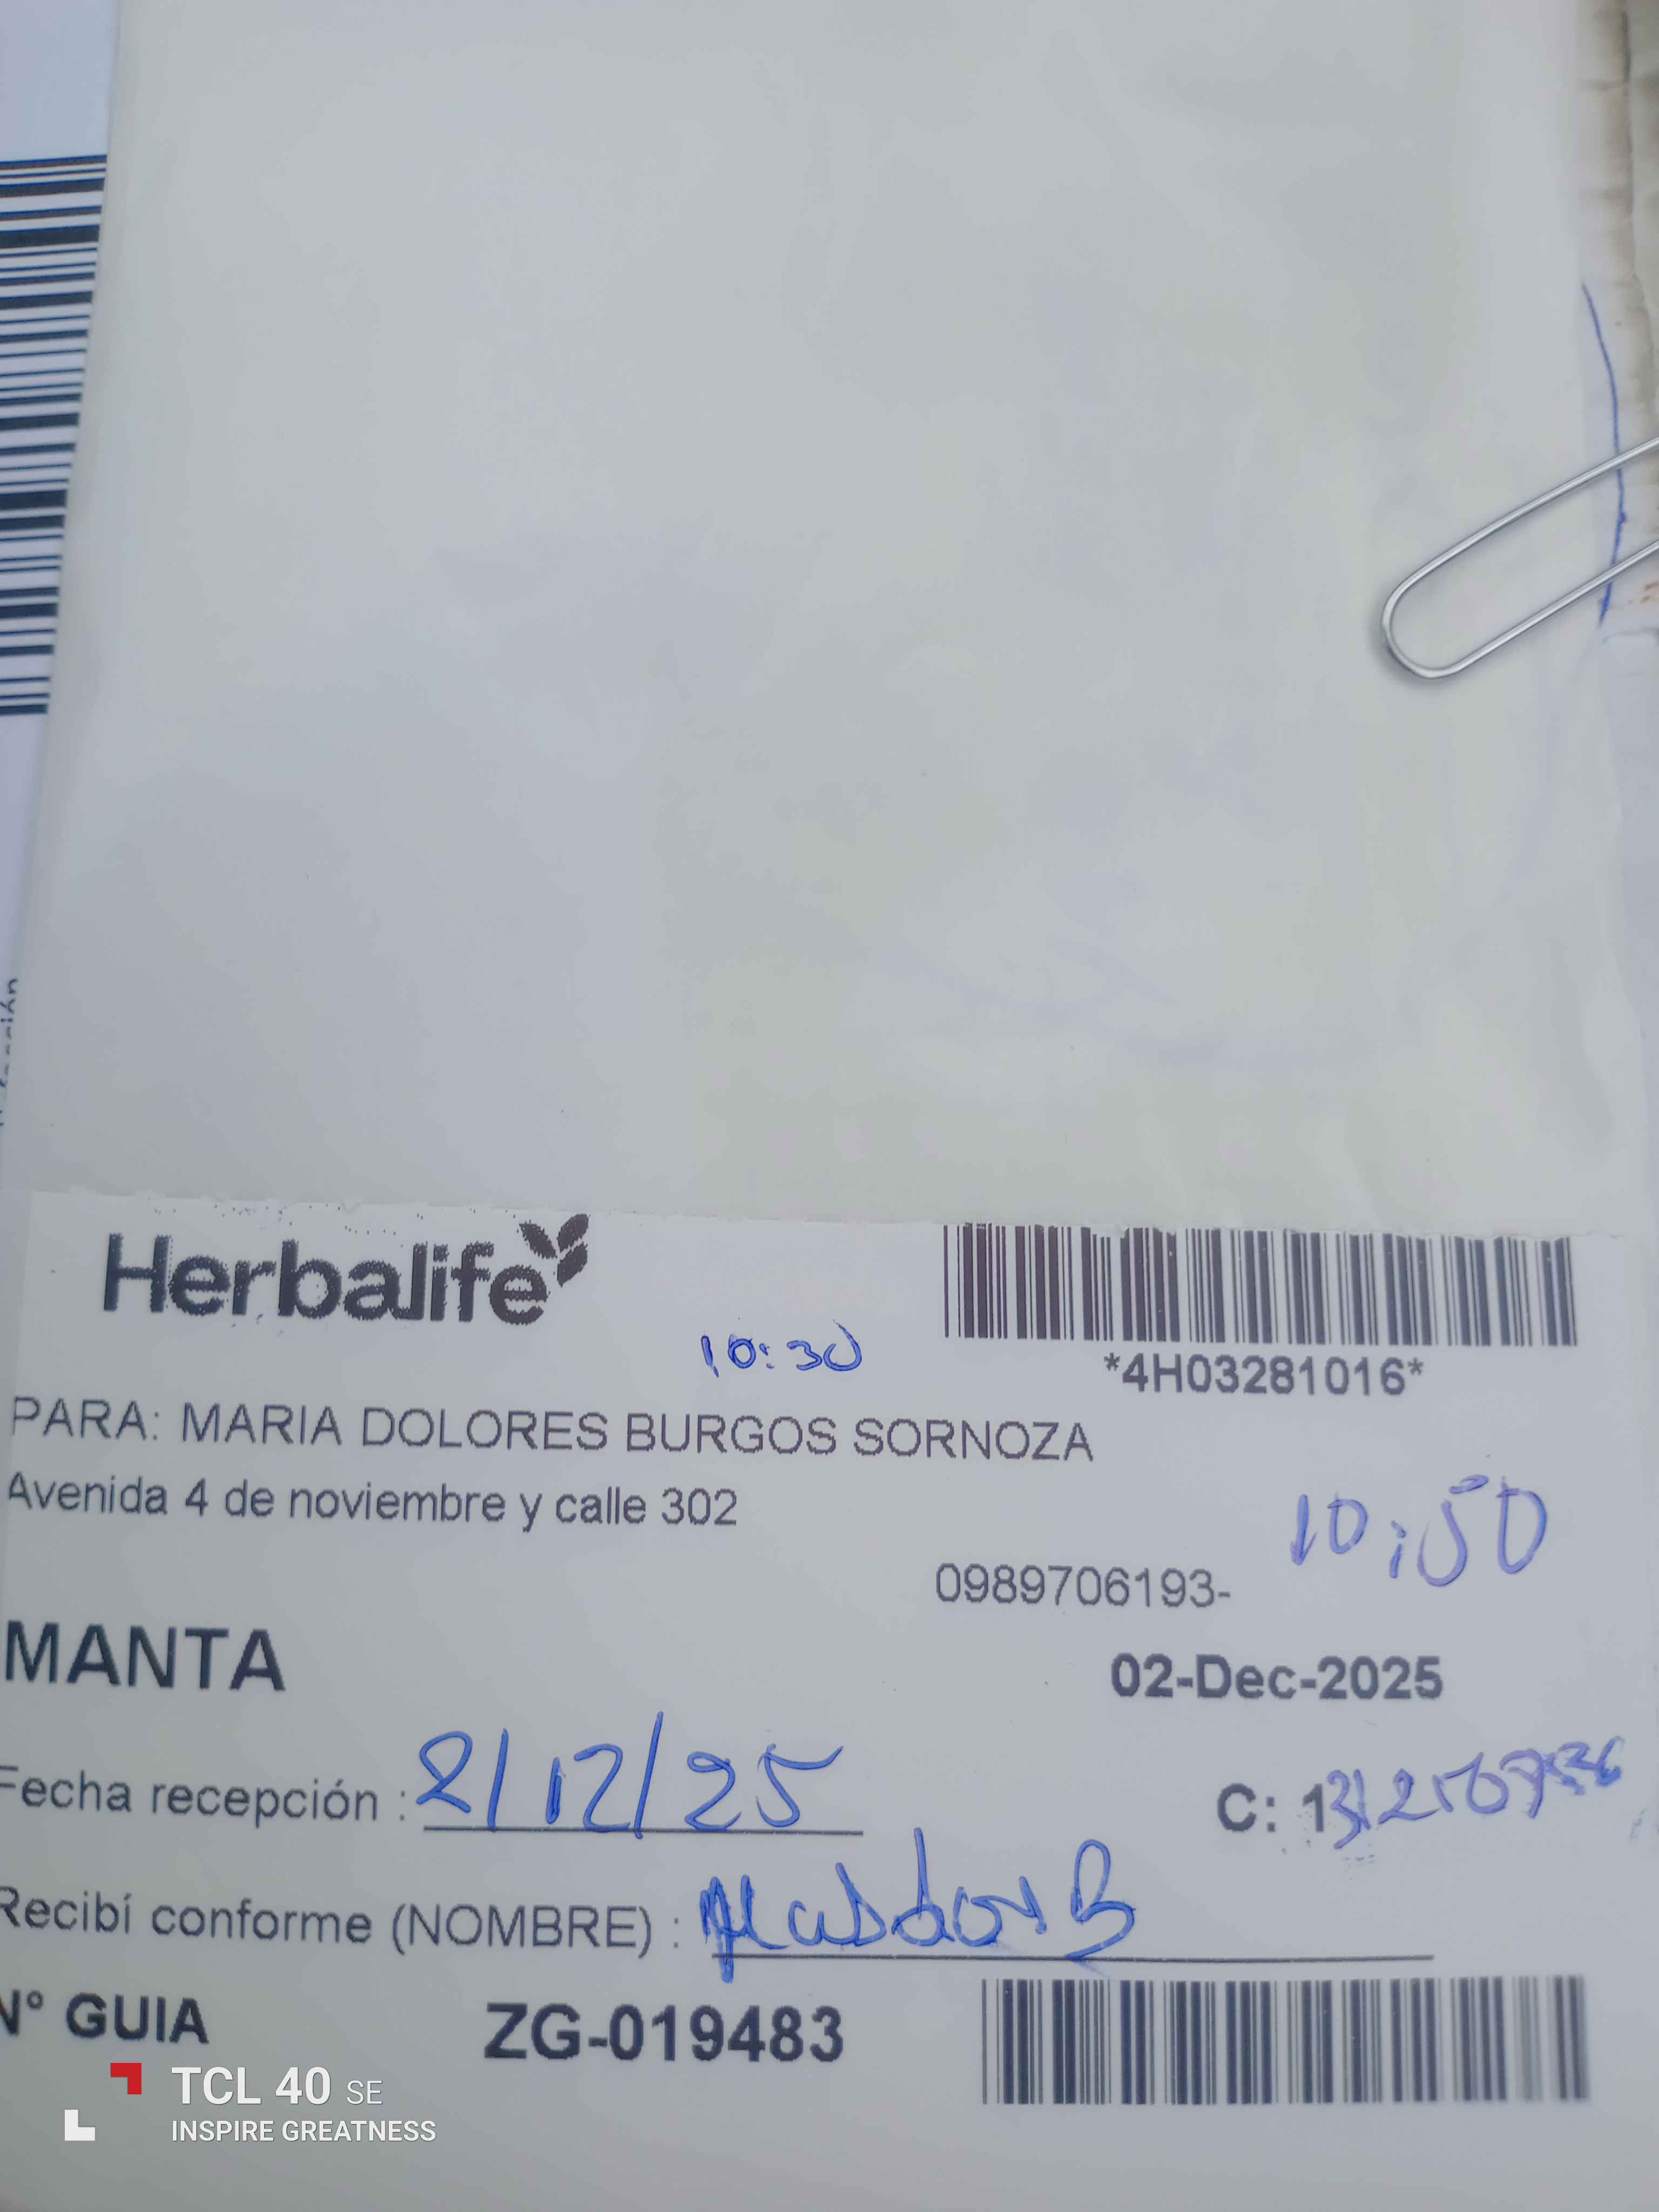 Herbalife
10:30
*4H03281016*
PARA: MARIA DOLORES BURGOS SORNOZA
Avenida 4 de noviembre y calle 302
10:50
0989706193-
MANTA
02-Dec-2025
Fecha recepción : 2/12/25
C: 1
Recibí conforme (NOMBRE) :
N° GUIA ZG-019483
TCL 40 SE
INSPIRE GREATNESS